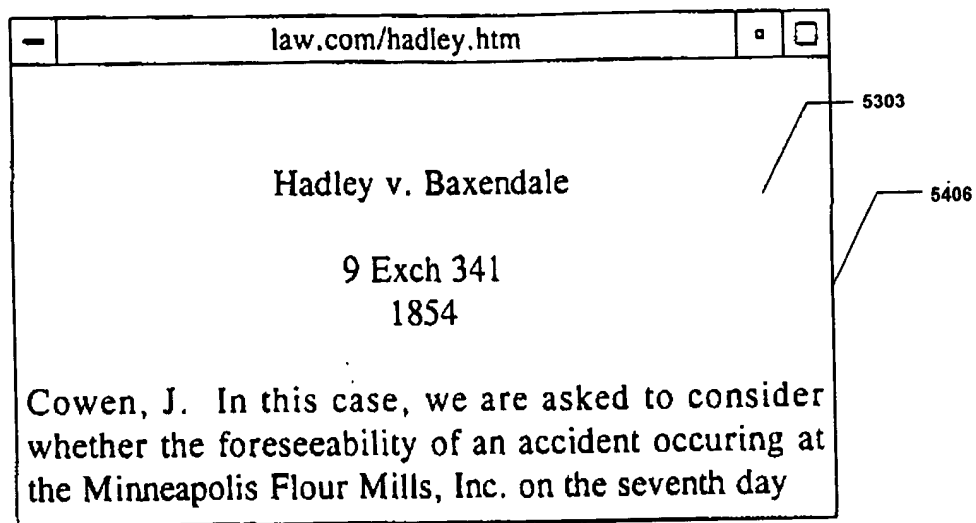 law.com/hadley.htm
5303
Hadley v. Baxendale
5406
9 Exch 341
1854
Cowen, J. In this case, we are asked to consider
whether the foreseeability of an accident occuring at
the Minneapolis Flour Mills, Inc. on the seventh day